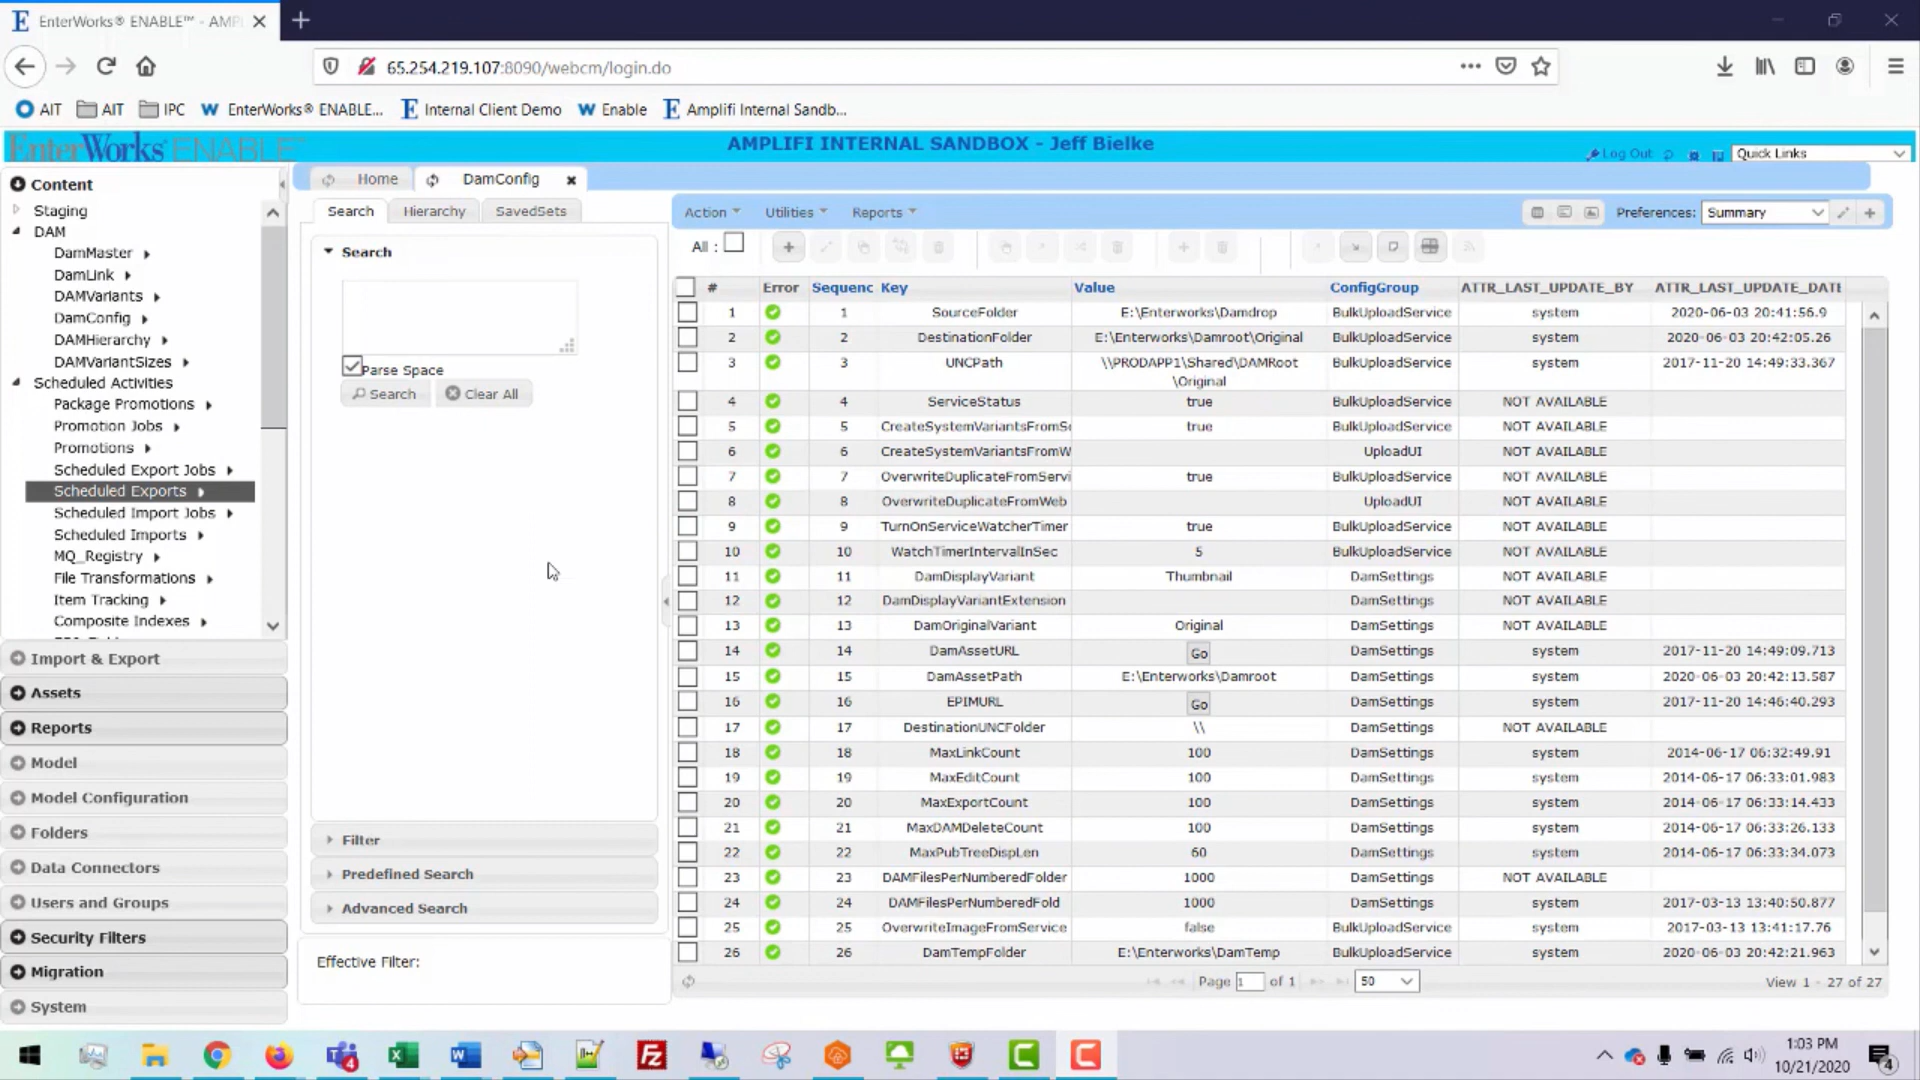 EnterWorks® ENABLE™ - AMP
65.254.219.107:8090/webcm/login.do
AIT AIT IPC EnterWorks® ENABLE... Internal Client Demo Enable Amplifi Internal Sandb...
EnterWorks ENABLE
AMPLIFI INTERNAL SANDBOX - Jeff Bielke
Log Out Quick Links
Content
Staging
DAM
DamMaster
DamLink
DAMVariants
DamConfig
DAMHierarchy
DAMVariantSizes
Scheduled Activities
Package Promotions
Promotion Jobs
Promotions
Scheduled Export Jobs
Scheduled Exports
Scheduled Import Jobs
Scheduled Imports
MQ_Registry
File Transformations
Item Tracking
Composite Indexes
Import & Export
Assets
Reports
Model
Model Configuration
Folders
Data Connectors
Users and Groups
Security Filters
Migration
System
Home DamConfig
Search Hierarchy SavedSets
Search
Parse Space
Search Clear All
Filter
Predefined Search
Advanced Search
Effective Filter:
Action Utilities Reports Preferences: Summary
All :
# Error Sequenc Key Value ConfigGroup ATTR_LAST_UPDATE_BY ATTR_LAST_UPDATE_DATE
1 1 SourceFolder E:\Enterworks\Damdrop BulkUploadService system 2020-06-03 20:41:56.9
2 2 DestinationFolder E:\Enterworks\Damroot\Original BulkUploadService system 2020-06-03 20:42:05.26
3 3 UNCPath \\PRODAPP1\Shared\DAMRoot BulkUploadService system 2017-11-20 14:49:33.367
\Original
4 4 ServiceStatus true BulkUploadService NOT AVAILABLE
5 5 CreateSystemVariantsFromSe true BulkUploadService NOT AVAILABLE
6 6 CreateSystemVariantsFromW UploadUI NOT AVAILABLE
7 7 OverwriteDuplicateFromServi true BulkUploadService NOT AVAILABLE
8 8 OverwriteDuplicateFromWeb UploadUI NOT AVAILABLE
9 9 TurnOnServiceWatcherTimer true BulkUploadService NOT AVAILABLE
10 10 WatchTimerIntervalInSec 5 BulkUploadService NOT AVAILABLE
11 11 DamDisplayVariant Thumbnail DamSettings NOT AVAILABLE
12 12 DamDisplayVariantExtension DamSettings NOT AVAILABLE
13 13 DamOriginalVariant Original DamSettings NOT AVAILABLE
14 14 DamAssetURL Go DamSettings system 2017-11-20 14:49:09.713
15 15 DamAssetPath E:\Enterworks\Damroot DamSettings system 2020-06-03 20:42:13.587
16 16 EPIMURL Go DamSettings system 2017-11-20 14:46:40.293
17 17 DestinationUNCFolder \\ DamSettings NOT AVAILABLE
18 18 MaxLinkCount 100 DamSettings system 2014-06-17 06:32:49.91
19 19 MaxEditCount 100 DamSettings system 2014-06-17 06:33:01.983
20 20 MaxExportCount 100 DamSettings system 2014-06-17 06:33:14.433
21 21 MaxDAMDeleteCount 100 DamSettings system 2014-06-17 06:33:26.133
22 22 MaxPubTreeDispLen 60 DamSettings system 2014-06-17 06:33:34.073
23 23 DAMFilesPerNumberedFolder 1000 DamSettings NOT AVAILABLE
24 24 DAMFilesPerNumberedFold 1000 DamSettings system 2017-03-13 13:40:50.877
25 25 OverwriteImageFromService false BulkUploadService system 2017-03-13 13:41:17.76
26 26 DamTempFolder E:\Enterworks\DamTemp BulkUploadService system 2020-06-03 20:42:21.963
Page 1 of 1 50 View 1 - 27 of 27
1:03 PM
10/21/2020